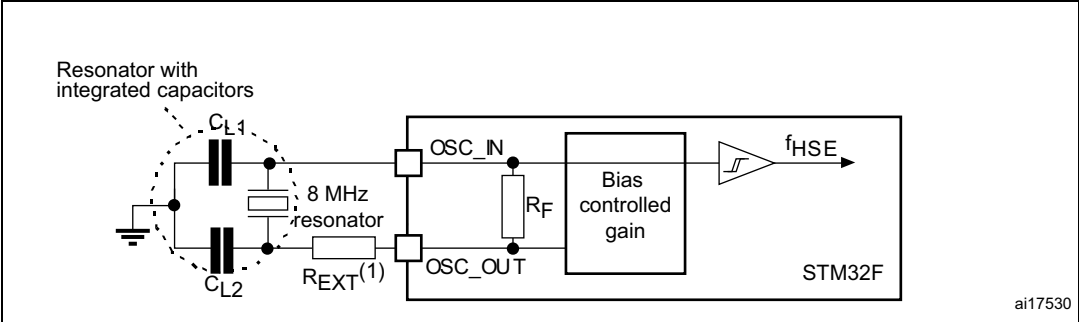 Resonator with
integrated capacitors
CL1
OSC_IN
fHSE
8 MHz
resonator
RF
Bias
controlled
gain
REXT(1)
OSC_OUT
CL2
STM32F
ai17530